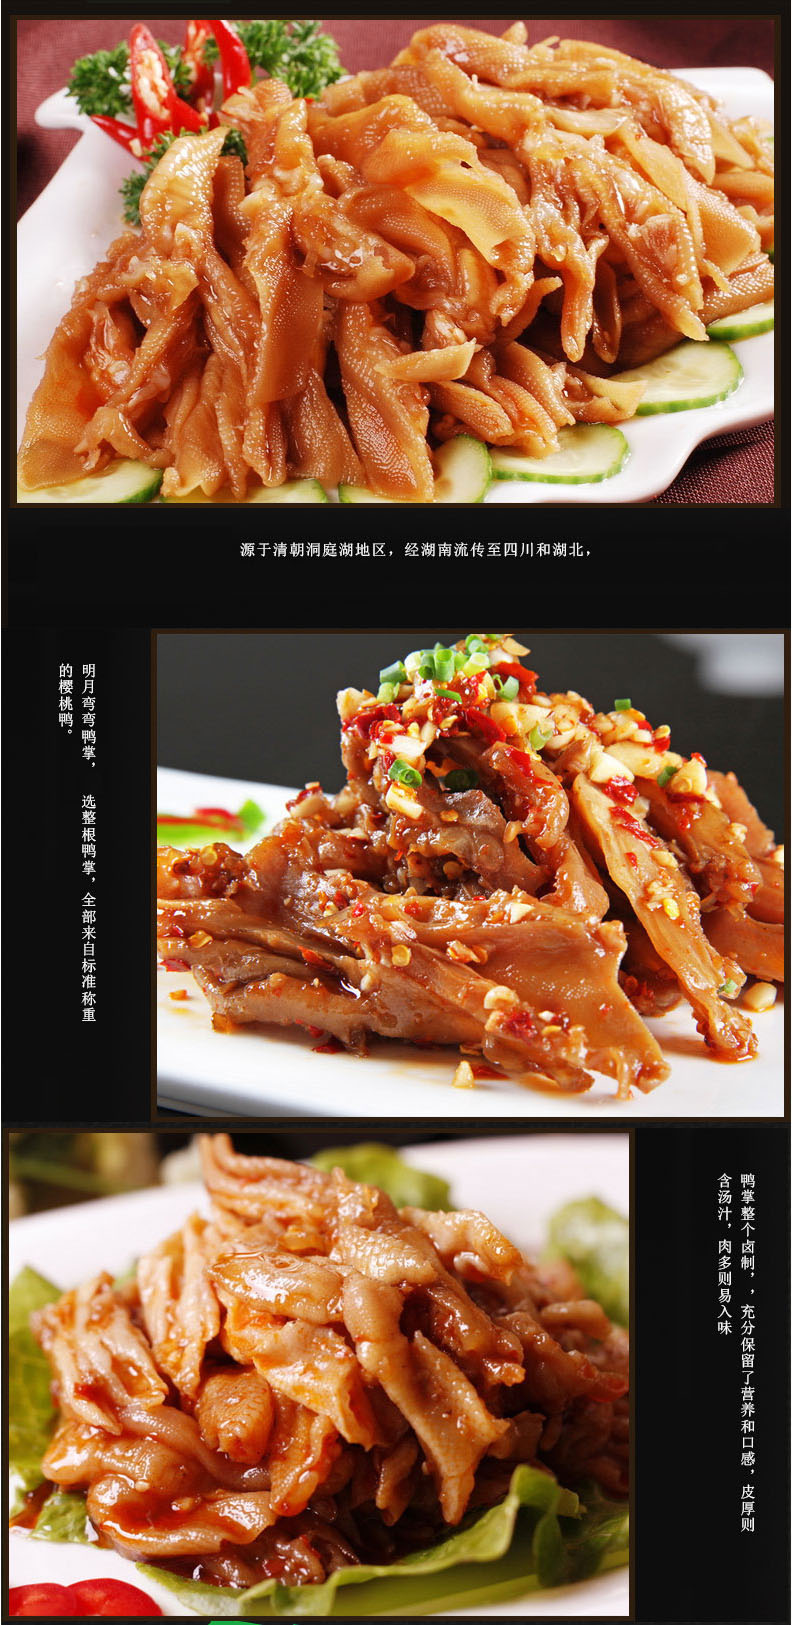 源于清朝洞庭湖地区，经湖南流传至四川和湖北，
明月弯弯鸭掌， 选整根鸭掌，全部来自标准称重
的樱桃鸭。
鸭掌整个卤制，，充分保留了营养和口感，皮厚则
含汤汁，肉多则易入味